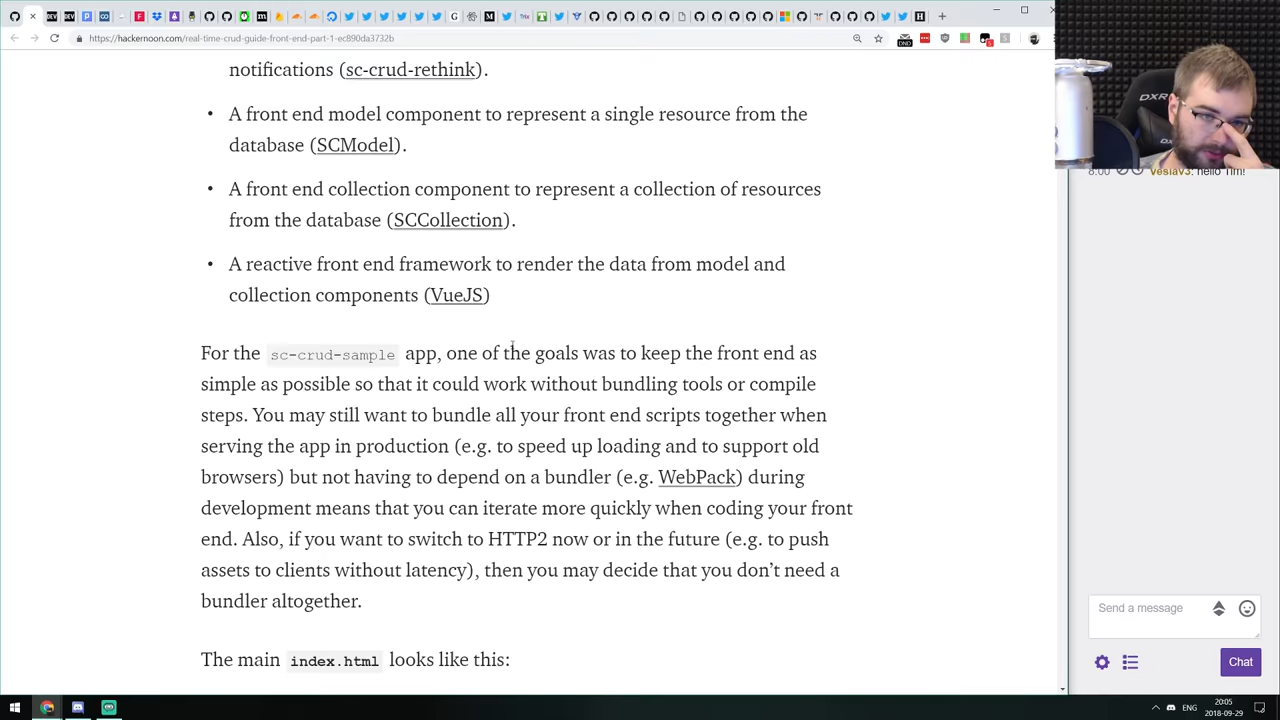 https://hackernoon.com/real-time-crud-guide-front-end-part-1-ec890da3732b
DND
notifications (sc-crud-rethink).
• A front end model component to represent a single resource from the
database (SCModel).
• A front end collection component to represent a collection of resources
from the database (SCCollection).
• A reactive front end framework to render the data from model and
collection components (VueJS)
For the sc-crud-sample app, one of the goals was to keep the front end as
simple as possible so that it could work without bundling tools or compile
steps. You may still want to bundle all your front end scripts together when
serving the app in production (e.g. to speed up loading and to support old
browsers) but not having to depend on a bundler (e.g. WebPack) during
development means that you can iterate more quickly when coding your front
end. Also, if you want to switch to HTTP2 now or in the future (e.g. to push
assets to clients without latency), then you may decide that you don’t need a
bundler altogether.
The main index.html looks like this:
DXR
8:00 VesiaV3: hello Tim!
Send a message
Chat
ENG
20:05
2018-09-29